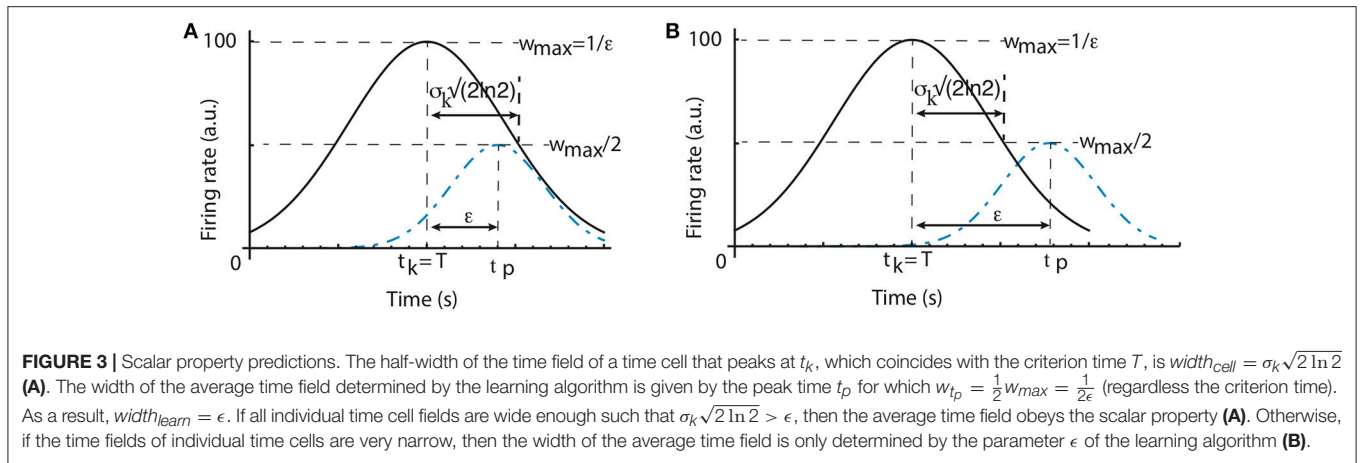 A
100
w_max=1/ε
σ_k√(2ln2)
w_max/2
ε
Firing rate (a.u.)
0
t_k=T
t p
Time (s)
B
100
w_max=1/ε
σ_k√(2ln2)
w_max/2
ε
Firing rate (a.u.)
0
t_k=T
t p
Time (s)
FIGURE 3 | Scalar property predictions. The half-width of the time field of a time cell that peaks at t_k, which coincides with the criterion time T, is width_cell = σ_k√2 ln 2
(A). The width of the average time field determined by the learning algorithm is given by the peak time t_p for which w_{t_p} = 1/2 w_max = 1/2ϵ (regardless the criterion time).
As a result, width_learn = ϵ. If all individual time cell fields are wide enough such that σ_k√2 ln 2 > ϵ, then the average time field obeys the scalar property (A). Otherwise,
if the time fields of individual time cells are very narrow, then the width of the average time field is only determined by the parameter ϵ of the learning algorithm (B).